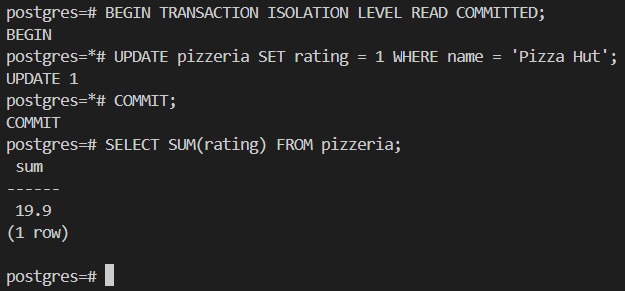 postgres=# BEGIN TRANSACTION ISOLATION LEVEL READ COMMITTED;
BEGIN
postgres=*# UPDATE pizzeria SET rating = 1 WHERE name = 'Pizza Hut';
UPDATE 1
postgres=*# COMMIT;
COMMIT
postgres=# SELECT SUM(rating) FROM pizzeria;
 sum
------
 19.9
(1 row)

postgres=#